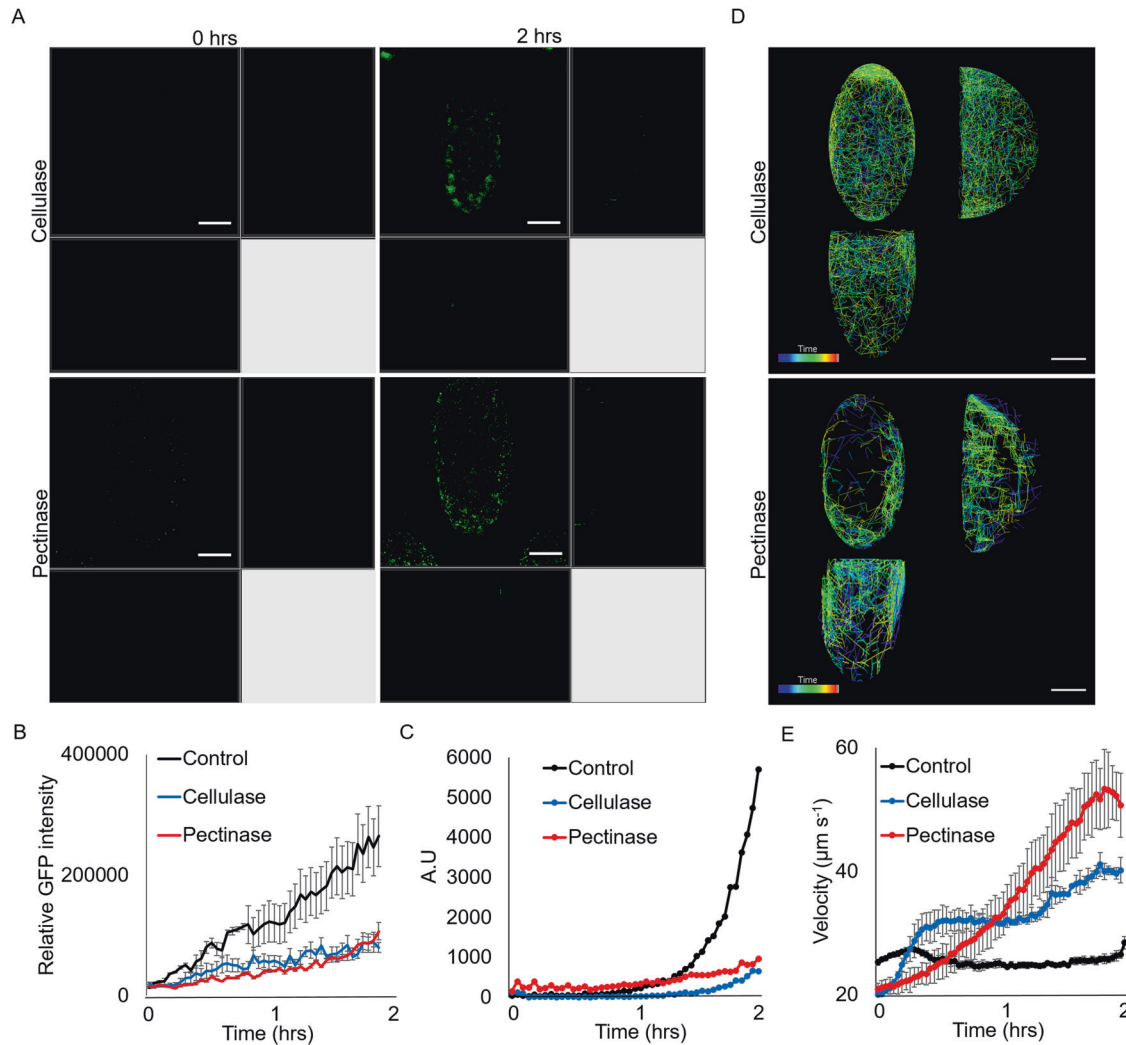 A
D
0 hrs
2 hrs
Cellulase
Pectinase
Cellulase
Time
Pectinase
Time
B
400000
200000
0
Relative GFP intensity
Control
Cellulase
Pectinase
0
1
2
Time (hrs)
C
6000
5000
4000
3000
2000
1000
0
A.U
Control
Cellulase
Pectinase
0
1
2
Time (hrs)
E
60
40
20
Velocity (µm s⁻¹)
Control
Cellulase
Pectinase
0
1
2
Time (hrs)